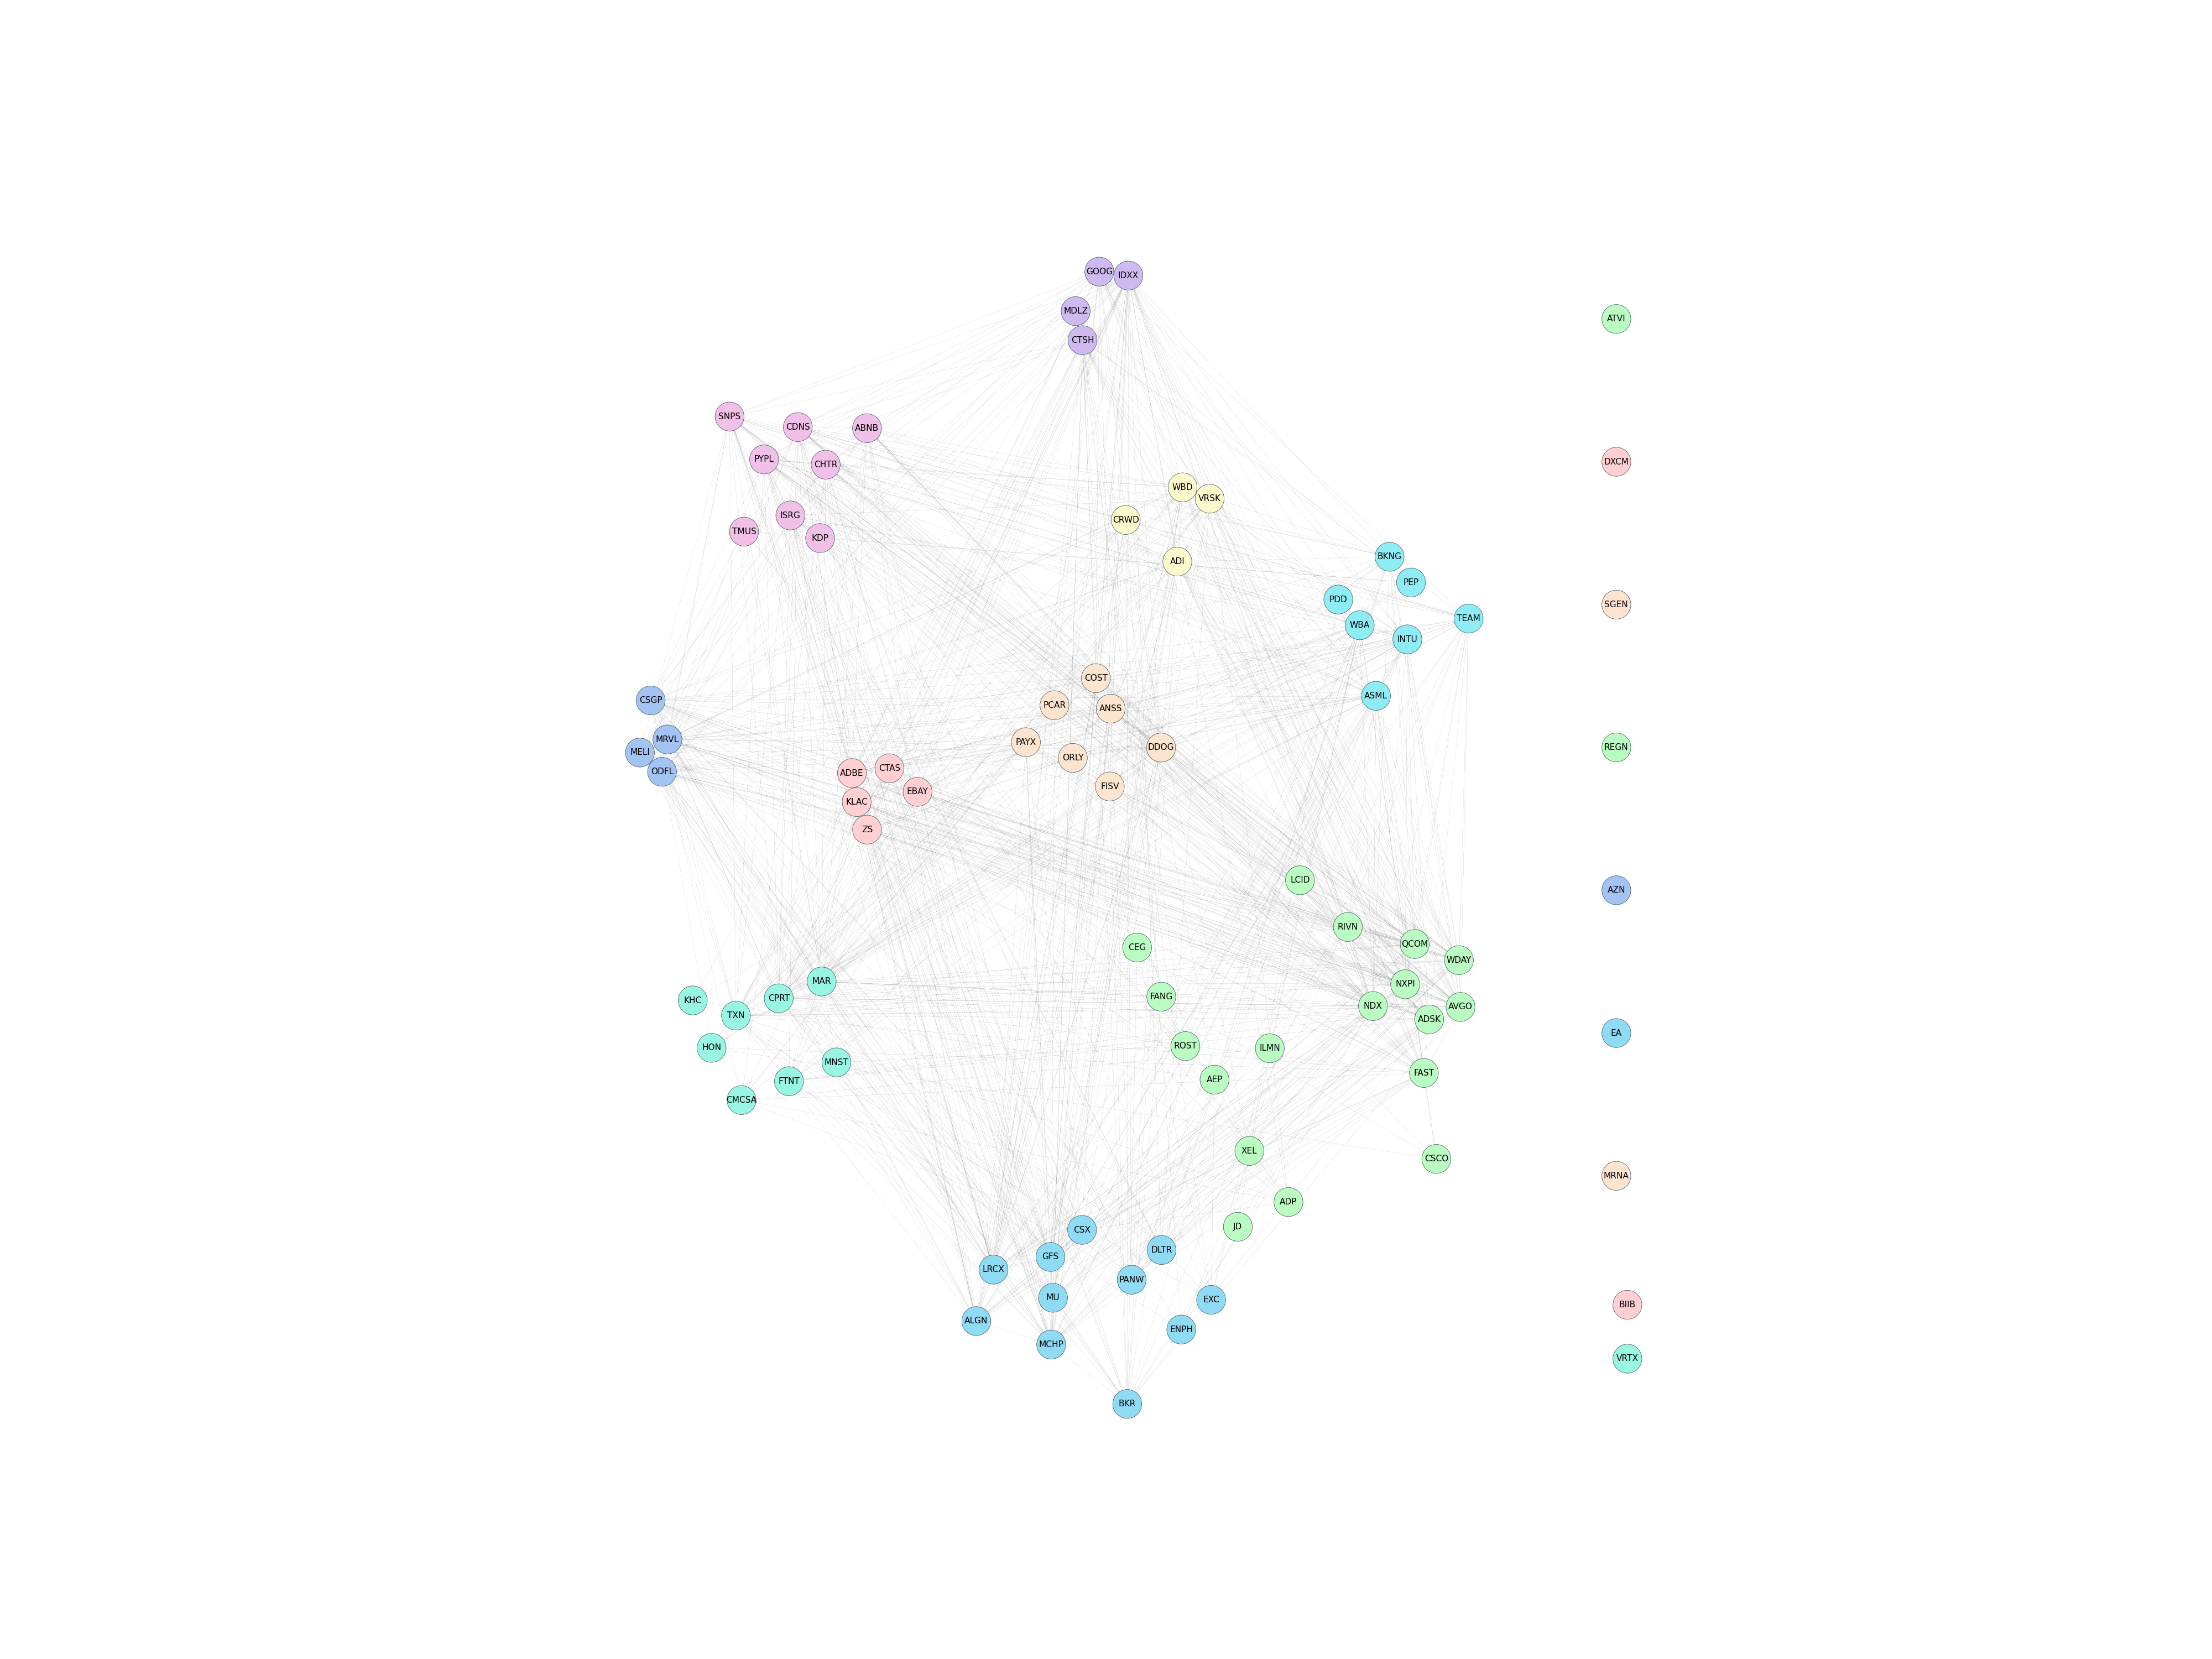 GOOG
IDXX
MDLZ
ATVI
CTSH
SNPS
CDNS
ABNB
PYPL
CHTR
DXCM
WBD
VRSK
ISRG
CRWD
TMUS
KDP
BKNG
ADI
PEP
PDD
SGEN
TEAM
WBA
INTU
COST
ASML
CSGP
PCAR
ANSS
MRVL
PAYX
DDOG
REGN
MELI
ORLY
CTAS
ODFL
ADBE
FISV
EBAY
KLAC
ZS
LCID
AZN
RIVN
QCOM
CEG
WDAY
MAR
NXPI
FANG
CPRT
KHC
NDX
AVGO
TXN
ADSK
EA
ROST
HON
ILMN
MNST
FAST
AEP
FTNT
CMCSA
XEL
CSCO
MRNA
ADP
JD
CSX
DLTR
GFS
LRCX
PANW
MU
EXC
BIIB
ALGN
ENPH
MCHP
VRTX
BKR